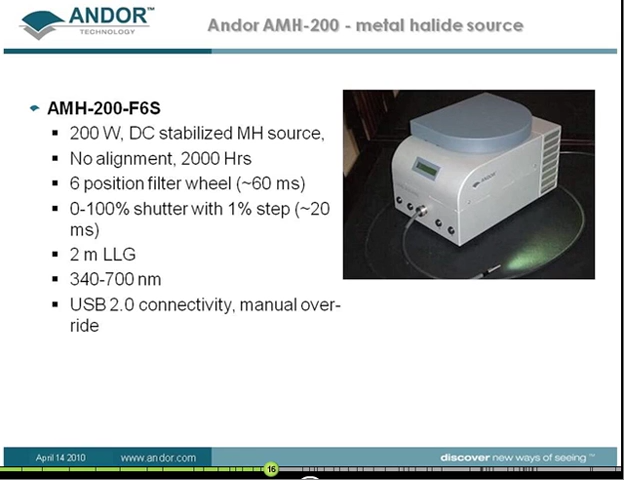 ANDOR™
TECHNOLOGY
Andor AMH-200 - metal halide source
AMH-200-F6S
200 W, DC stabilized MH source,
No alignment, 2000 Hrs
6 position filter wheel (~60 ms)
0-100% shutter with 1% step (~20
ms)
2 m LLG
340-700 nm
USB 2.0 connectivity, manual over-
ride
ANDOR
April 14 2010
www.andor.com
discover new ways of seeing ™
16